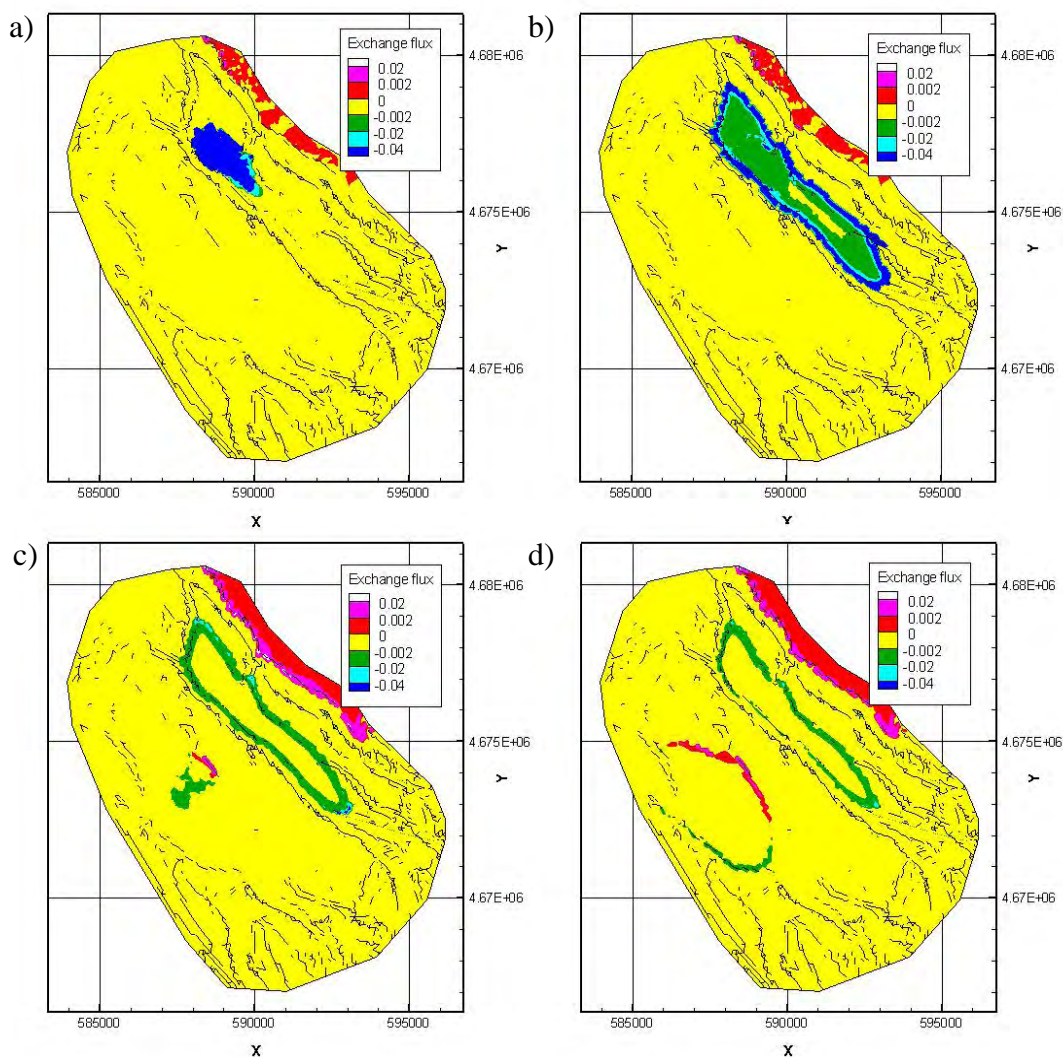 a)
Exchange flux
0.02
0.002
0
-0.002
-0.02
-0.04
4.68E+06
4.675E+06
4.67E+06
Y
585000
590000
595000
X
b)
Exchange flux
0.02
0.002
0
-0.002
-0.02
-0.04
4.68E+06
4.675E+06
4.67E+06
Y
585000
590000
595000
X
c)
Exchange flux
0.02
0.002
0
-0.002
-0.02
-0.04
4.68E+06
4.675E+06
4.67E+06
Y
585000
590000
595000
X
d)
Exchange flux
0.02
0.002
0
-0.002
-0.02
-0.04
4.68E+06
4.675E+06
4.67E+06
Y
585000
590000
595000
X